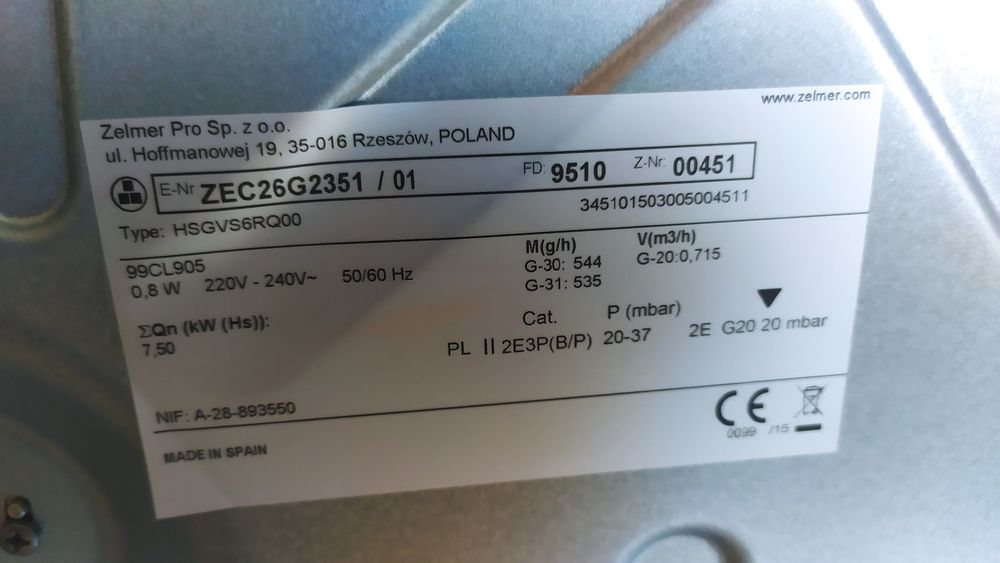 www.zelmer.com
Zelmer Pro Sp. z o.o.
ul. Hoffmanowej 19, 35-016 Rzeszów, POLAND
E-Nr ZEC26G2351 / 01 FD: 9510 Z-Nr: 00451
345101503005004511
Type: HSGVS6RQ00
99CL905
0,8 W 220V - 240V~ 50/60 Hz
M(g/h) V(m3/h)
G-30: 544 G-20:0,715
G-31: 535
ΣQn (kW (Hs)):
7,50
Cat. P (mbar)
PL II 2E3P(B/P) 20-37 2E G20 20 mbar
NIF: A-28-893550
CE
0099 /15
MADE IN SPAIN